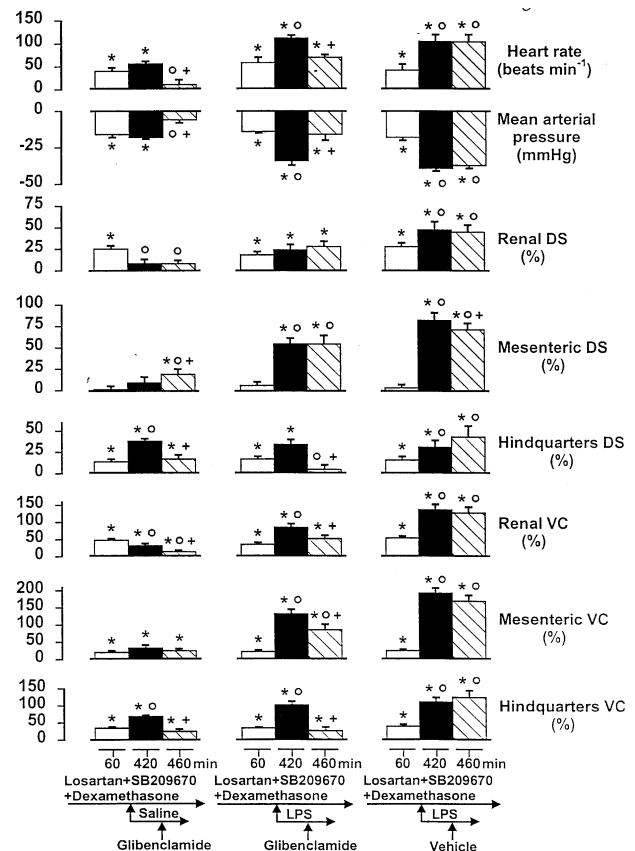 150
100
50
0
* * o +
* * o * +
* * o * o
Heart rate
(beats min-1)
0
-25
-50
* * o +
* * o * +
* * o * o
Mean arterial
pressure
(mmHg)
75
50
25
0
* o o
* * *
* * o * o
Renal DS
(%)
100
75
50
25
0
* o +
* o * o
* o * o +
Mesenteric DS
(%)
50
25
0
* * o * +
* * o +
* * o * o
Hindquarters DS
(%)
150
100
50
0
* * o * o +
* * o * +
* * o * o
Renal VC
(%)
200
150
100
50
0
* * *
* * o * o +
* * o * o
Mesenteric VC
(%)
150
100
50
0
* * o * +
* * o * +
* * o * o
Hindquarters VC
(%)
60 420 460 min
60 420 460 min
60 420 460 min
Losartan+SB209670
+Dexamethasone
Saline
Glibenclamide
Losartan+SB209670
+Dexamethasone
LPS
Glibenclamide
Losartan+SB209670
+Dexamethasone
LPS
Vehicle